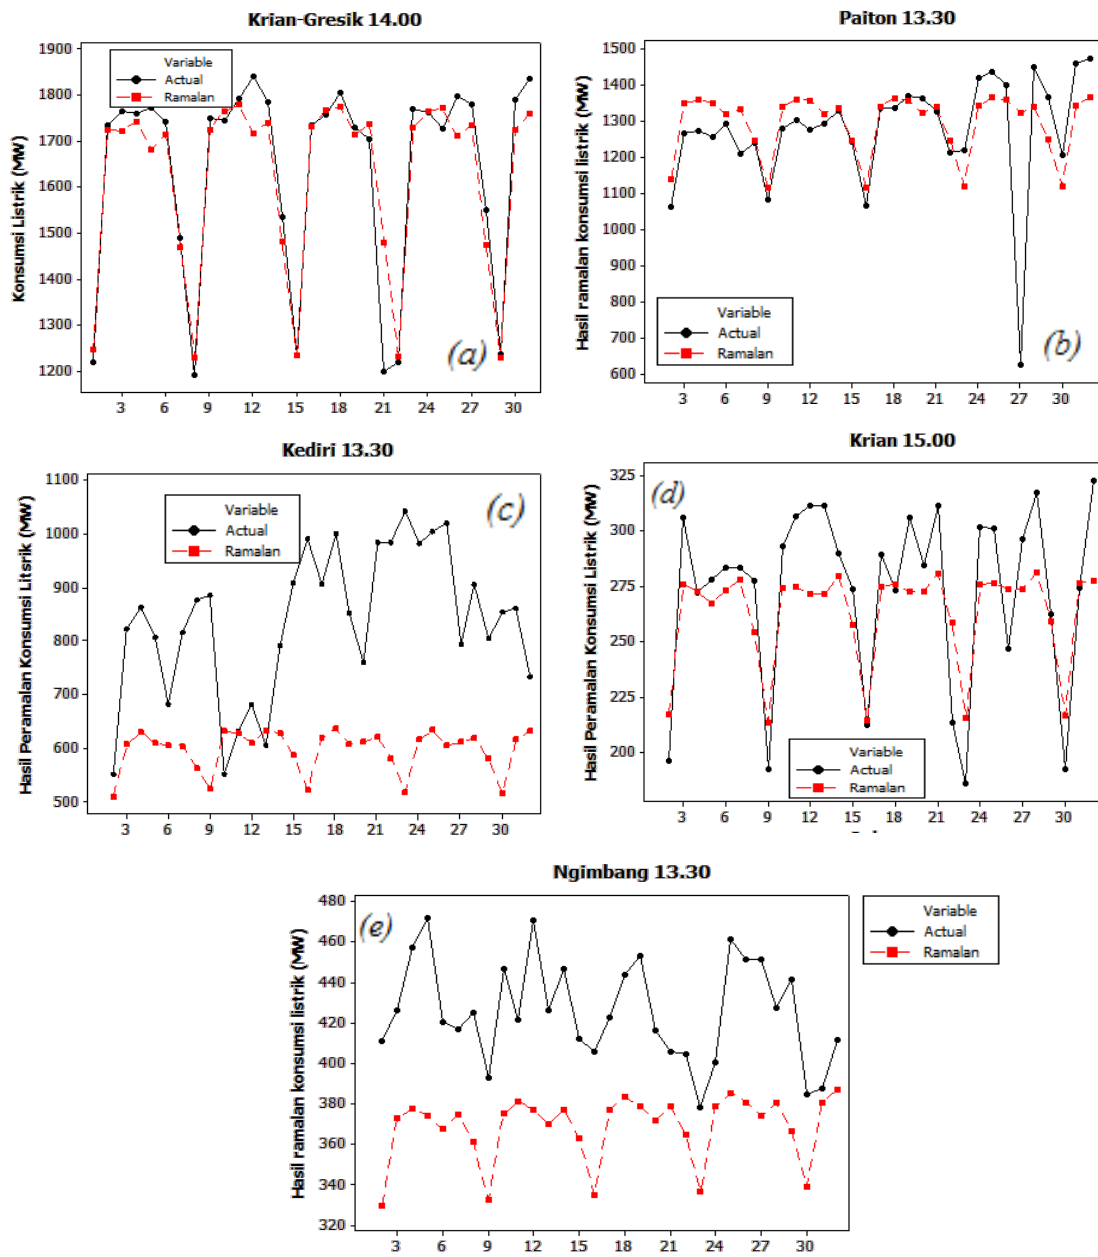 Krian-Gresik 14.00
Konsumsi Listrik (MW)
1900
1800
1700
1600
1500
1400
1300
1200
Variable
Actual
Ramalan
(a)
3 6 9 12 15 18 21 24 27 30
Paiton 13.30
Hasil ramalan konsumsi listrik (MW)
1500
1400
1300
1200
1100
1000
900
800
700
600
Variable
Actual
Ramalan
(b)
3 6 9 12 15 18 21 24 27 30
Kediri 13.30
Hasil Peramalan Konsumsi Litsrik (MW)
1100
1000
900
800
700
600
500
Variable
Actual
Ramalan
(c)
3 6 9 12 15 18 21 24 27 30
Krian 15.00
Hasil Peramalan Konsumsi Listrik (MW)
325
300
275
250
225
200
(d)
Variable
Actual
Ramalan
3 6 9 12 15 18 21 24 27 30
Ngimbang 13.30
Hasil ramalan konsumsi listrik (MW)
480
460
440
420
400
380
360
340
320
(e)
Variable
Actual
Ramalan
3 6 9 12 15 18 21 24 27 30